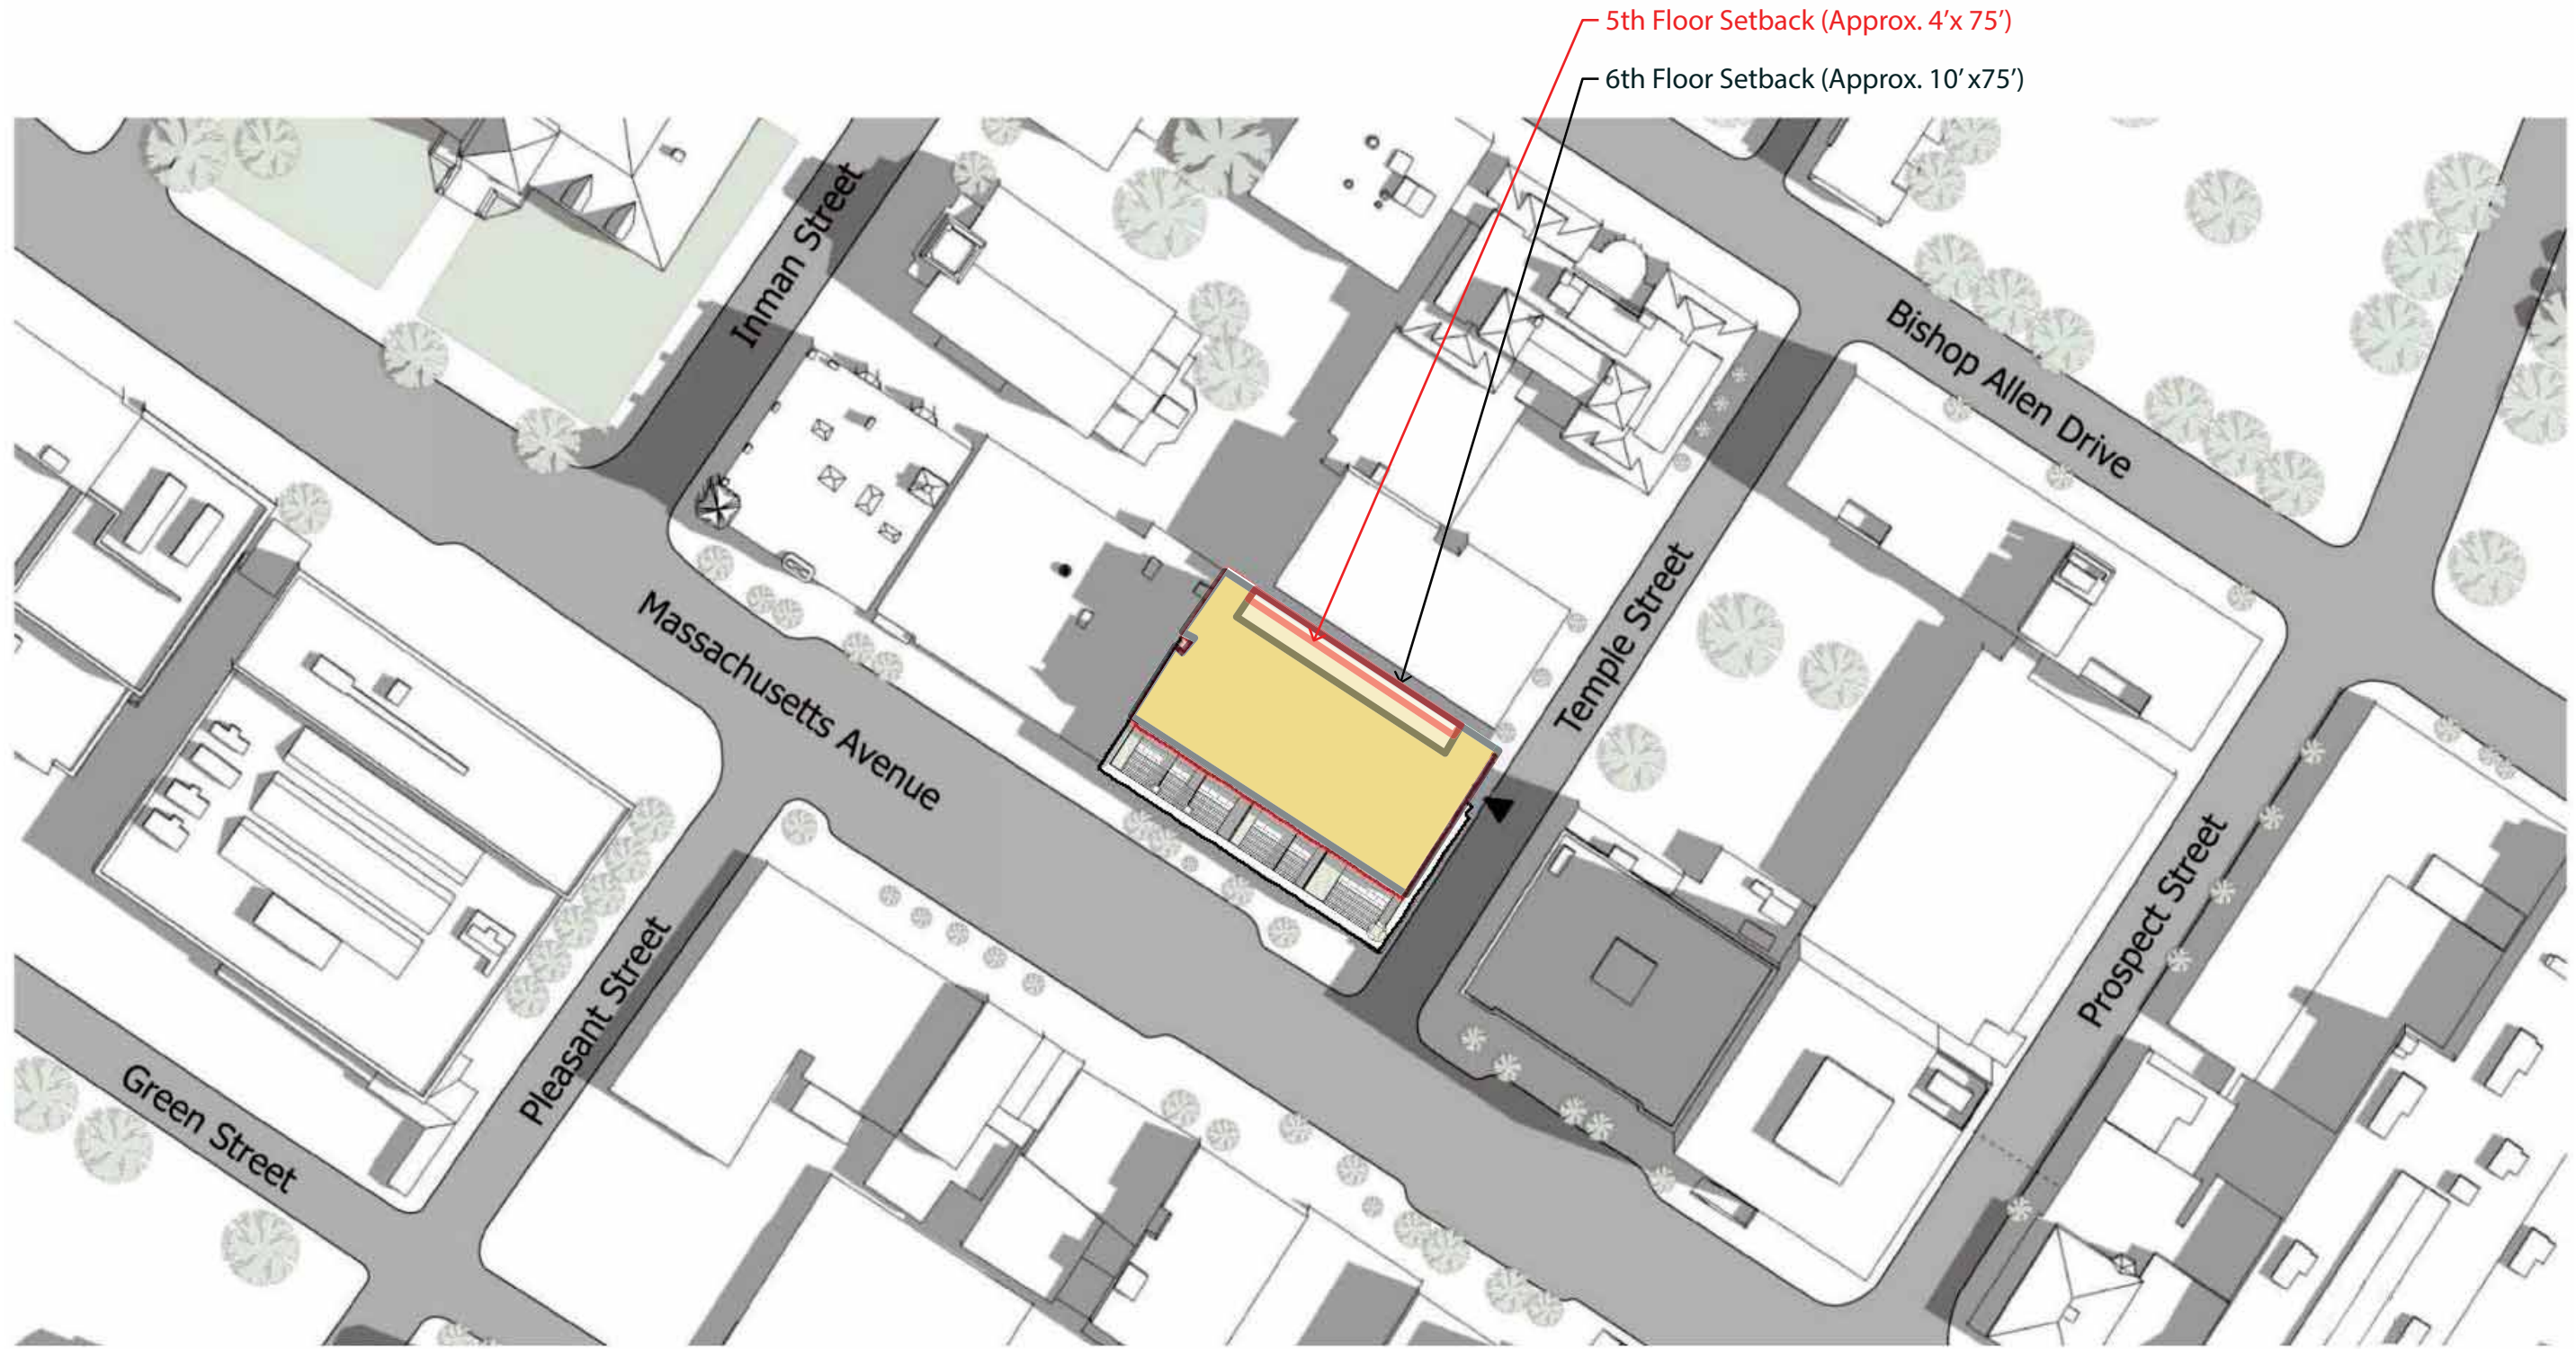 5th Floor Setback (Approx. 4'x 75')
6th Floor Setback (Approx. 10' x75')
Inman Street
Bishop Allen Drive
Massachusetts Avenue
Temple Street
Prospect Street
Pleasant Street
Green Street